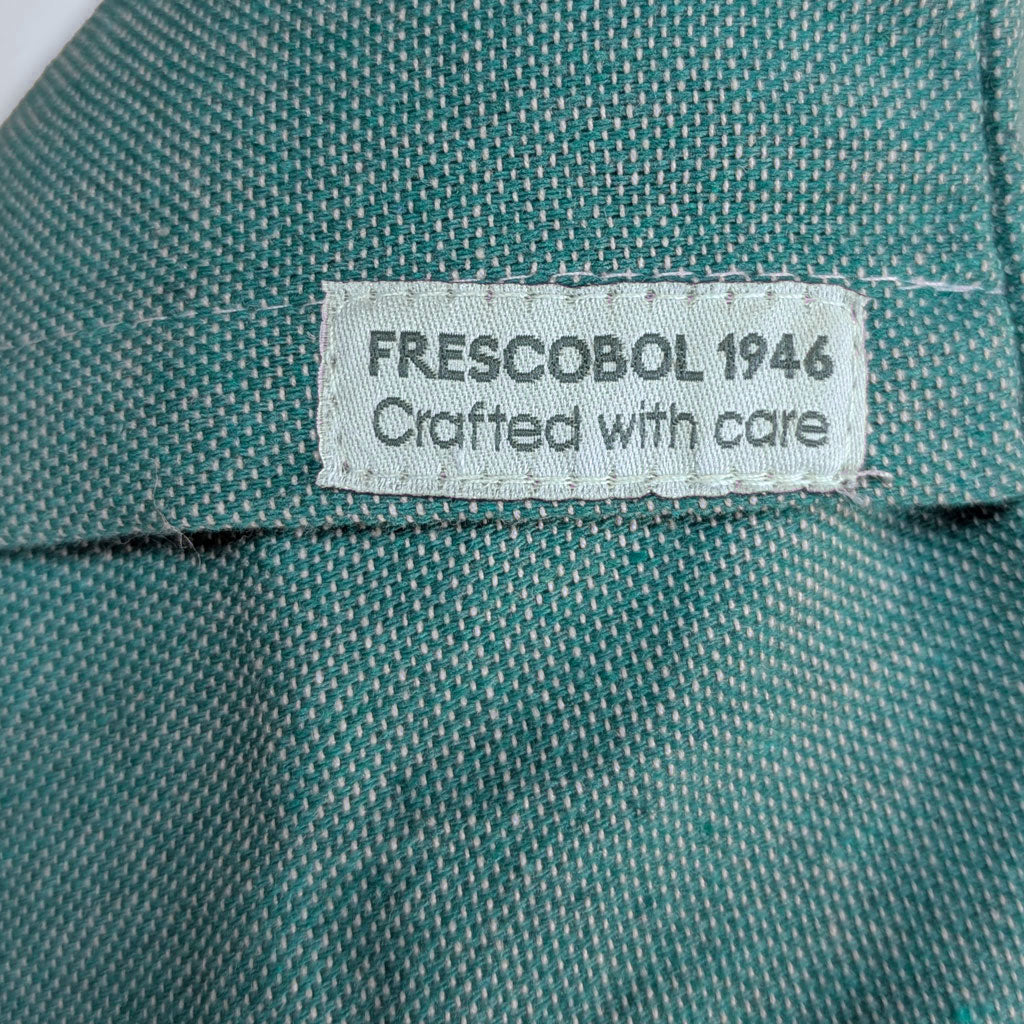 FRESCOBOL 1946
Crafted with care